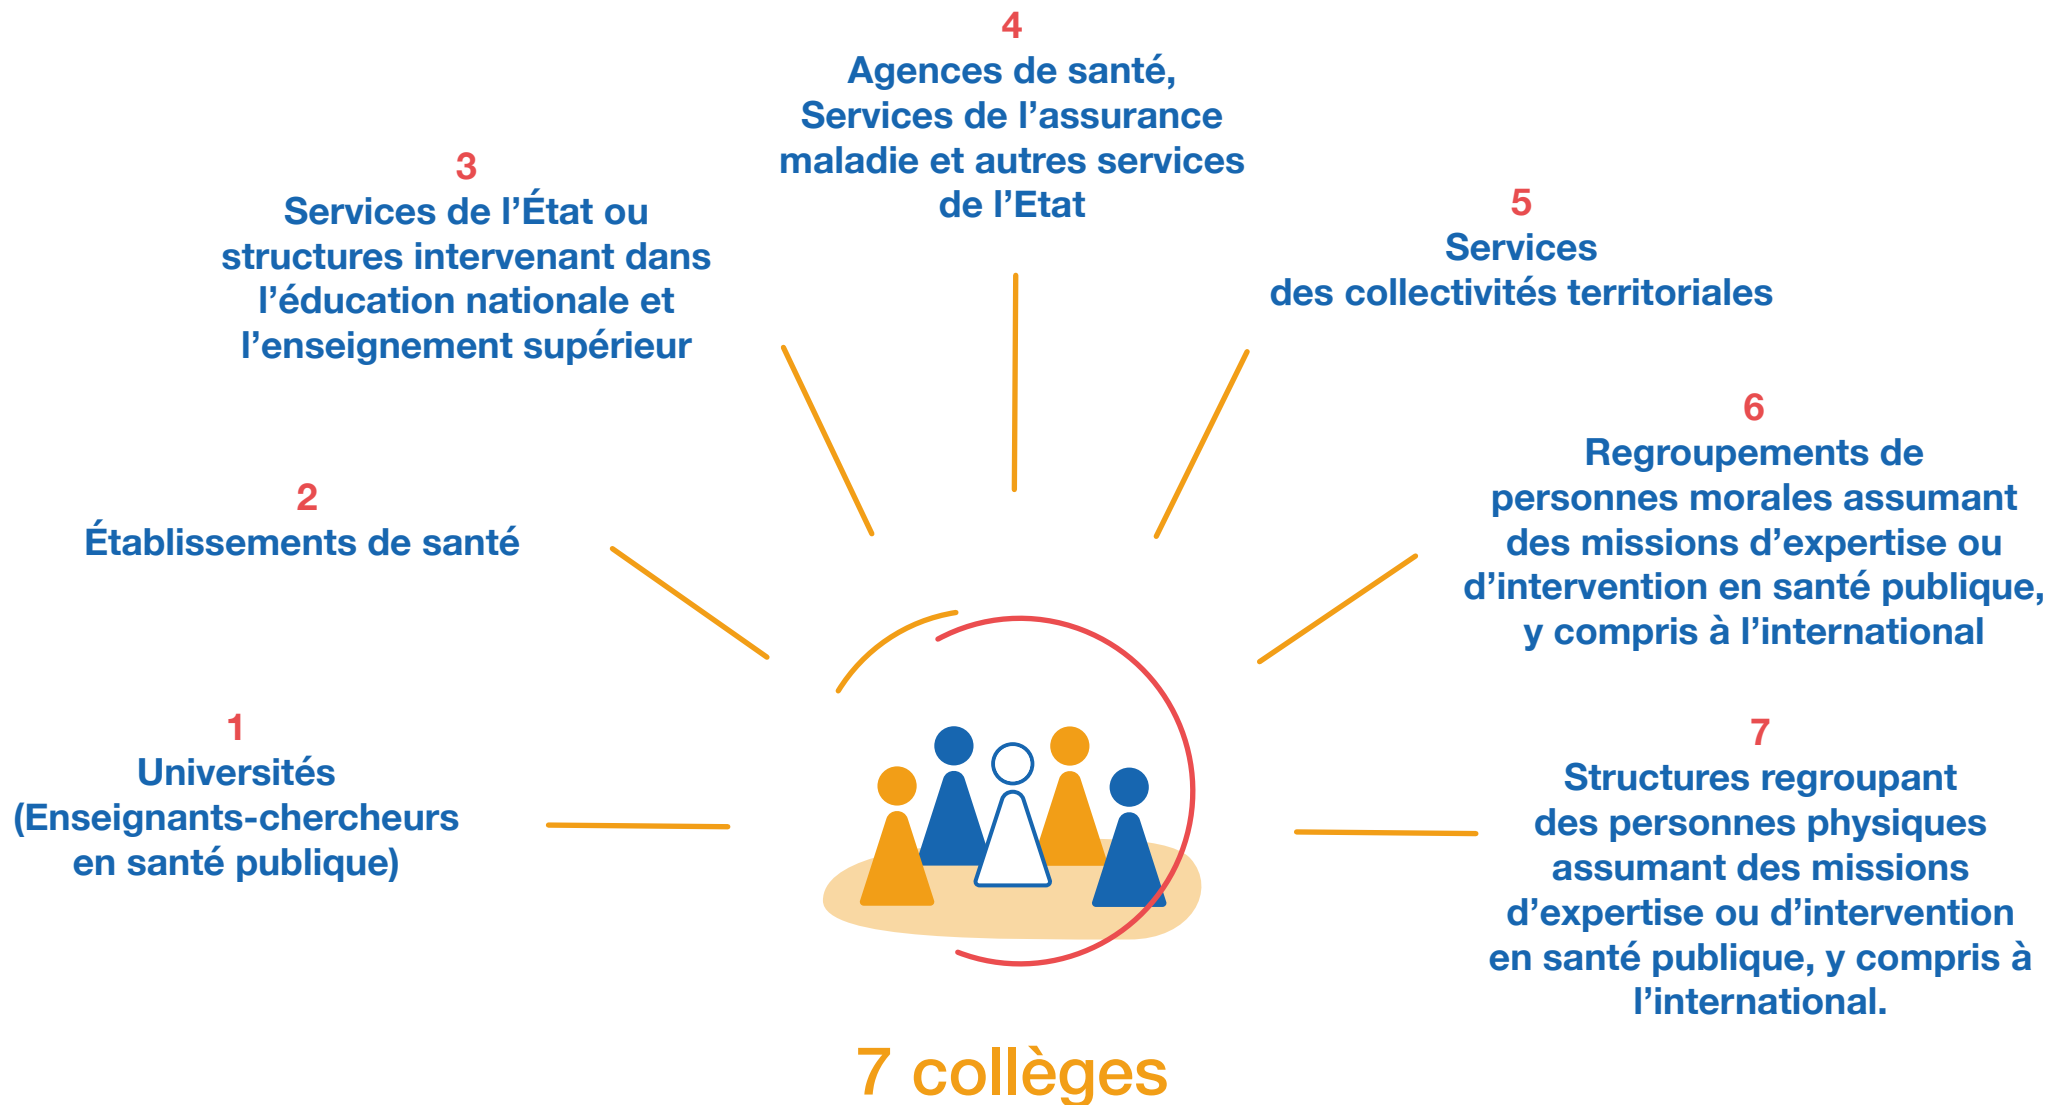 4
Agences de santé,
Services de l’assurance
maladie et autres services
de l’Etat
3
Services de l’État ou
structures intervenant dans
l’éducation nationale et
l’enseignement supérieur
5
Services
des collectivités territoriales
2
Établissements de santé
6
Regroupements de
personnes morales assumant
des missions d’expertise ou
d’intervention en santé publique,
y compris à l’international
1
Universités
(Enseignants-chercheurs
en santé publique)
7
Structures regroupant
des personnes physiques
assumant des missions
d’expertise ou d’intervention
en santé publique, y compris à
l’international.
7 collèges